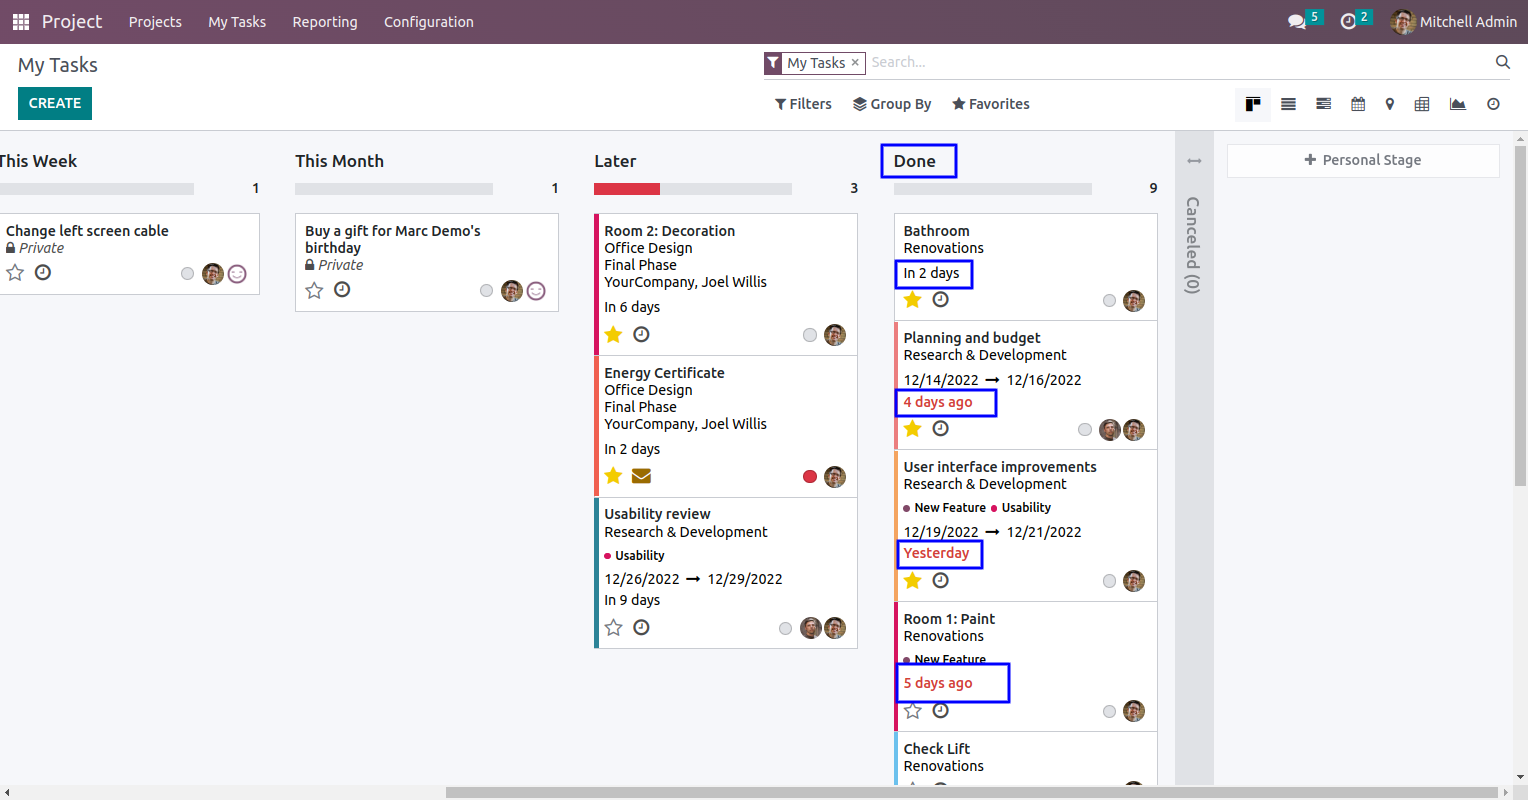 Project Projects My Tasks Reporting Configuration 5 2 Mitchell Admin
My Tasks
My Tasks × Search...
CREATE
Filters Group By Favorites
This Week
1
Change left screen cable
Private
This Month
1
Buy a gift for Marc Demo's
birthday
Private
Later
3
Room 2: Decoration
Office Design
Final Phase
YourCompany, Joel Willis
In 6 days
Energy Certificate
Office Design
Final Phase
YourCompany, Joel Willis
In 2 days
Usability review
Research & Development
Usability
12/26/2022 → 12/29/2022
In 9 days
Done
9
Bathroom
Renovations
In 2 days
Planning and budget
Research & Development
12/14/2022 → 12/16/2022
4 days ago
User interface improvements
Research & Development
New Feature Usability
12/19/2022 → 12/21/2022
Yesterday
Room 1: Paint
Renovations
New Feature
5 days ago
Check Lift
Renovations
Canceled (0)
+ Personal Stage